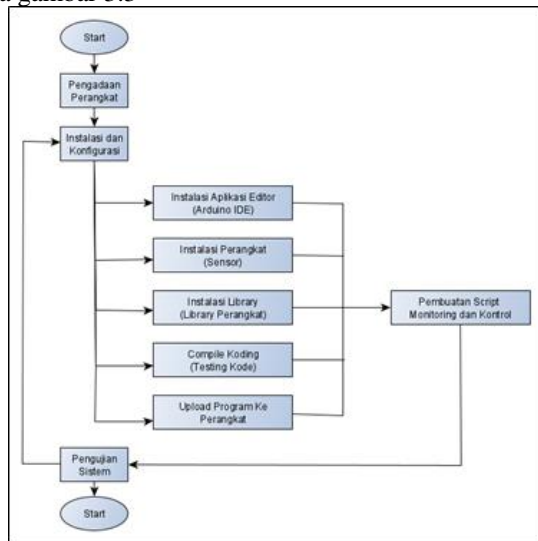 a gambar 3.3
Start
Pengadaan
Perangkat
Instalasi dan
Konfigurasi
Instalasi Aplikasi Editor
(Arduino IDE)
Instalasi Perangkat
(Sensor)
Instalasi Library
(Library Perangkat)
Compile Koding
(Testing Kode)
Upload Program Ke
Perangkat
Pembuatan Script
Monitoring dan Kontrol
Pengujian
Sistem
Start